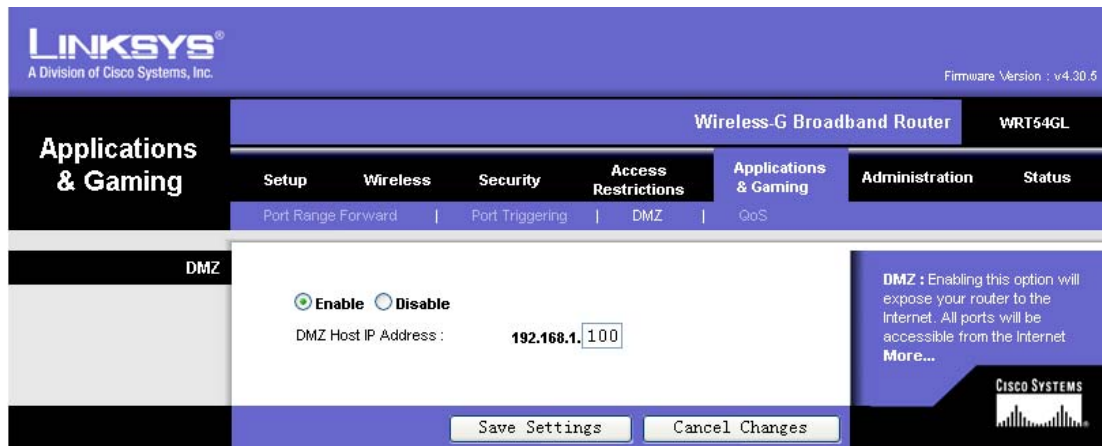 LINKSYS®
A Division of Cisco Systems, Inc.
Firmware Version : v4.30.5
Wireless-G Broadband Router WRT54GL
Applications & Gaming
Setup Wireless Security Access Restrictions Applications & Gaming Administration Status
Port Range Forward | Port Triggering | DMZ | QoS
DMZ
Enable Disable
DMZ Host IP Address : 192.168.1. 100
DMZ : Enabling this option will
expose your router to the
Internet. All ports will be
accessible from the Internet
More...
CISCO SYSTEMS
Save Settings Cancel Changes